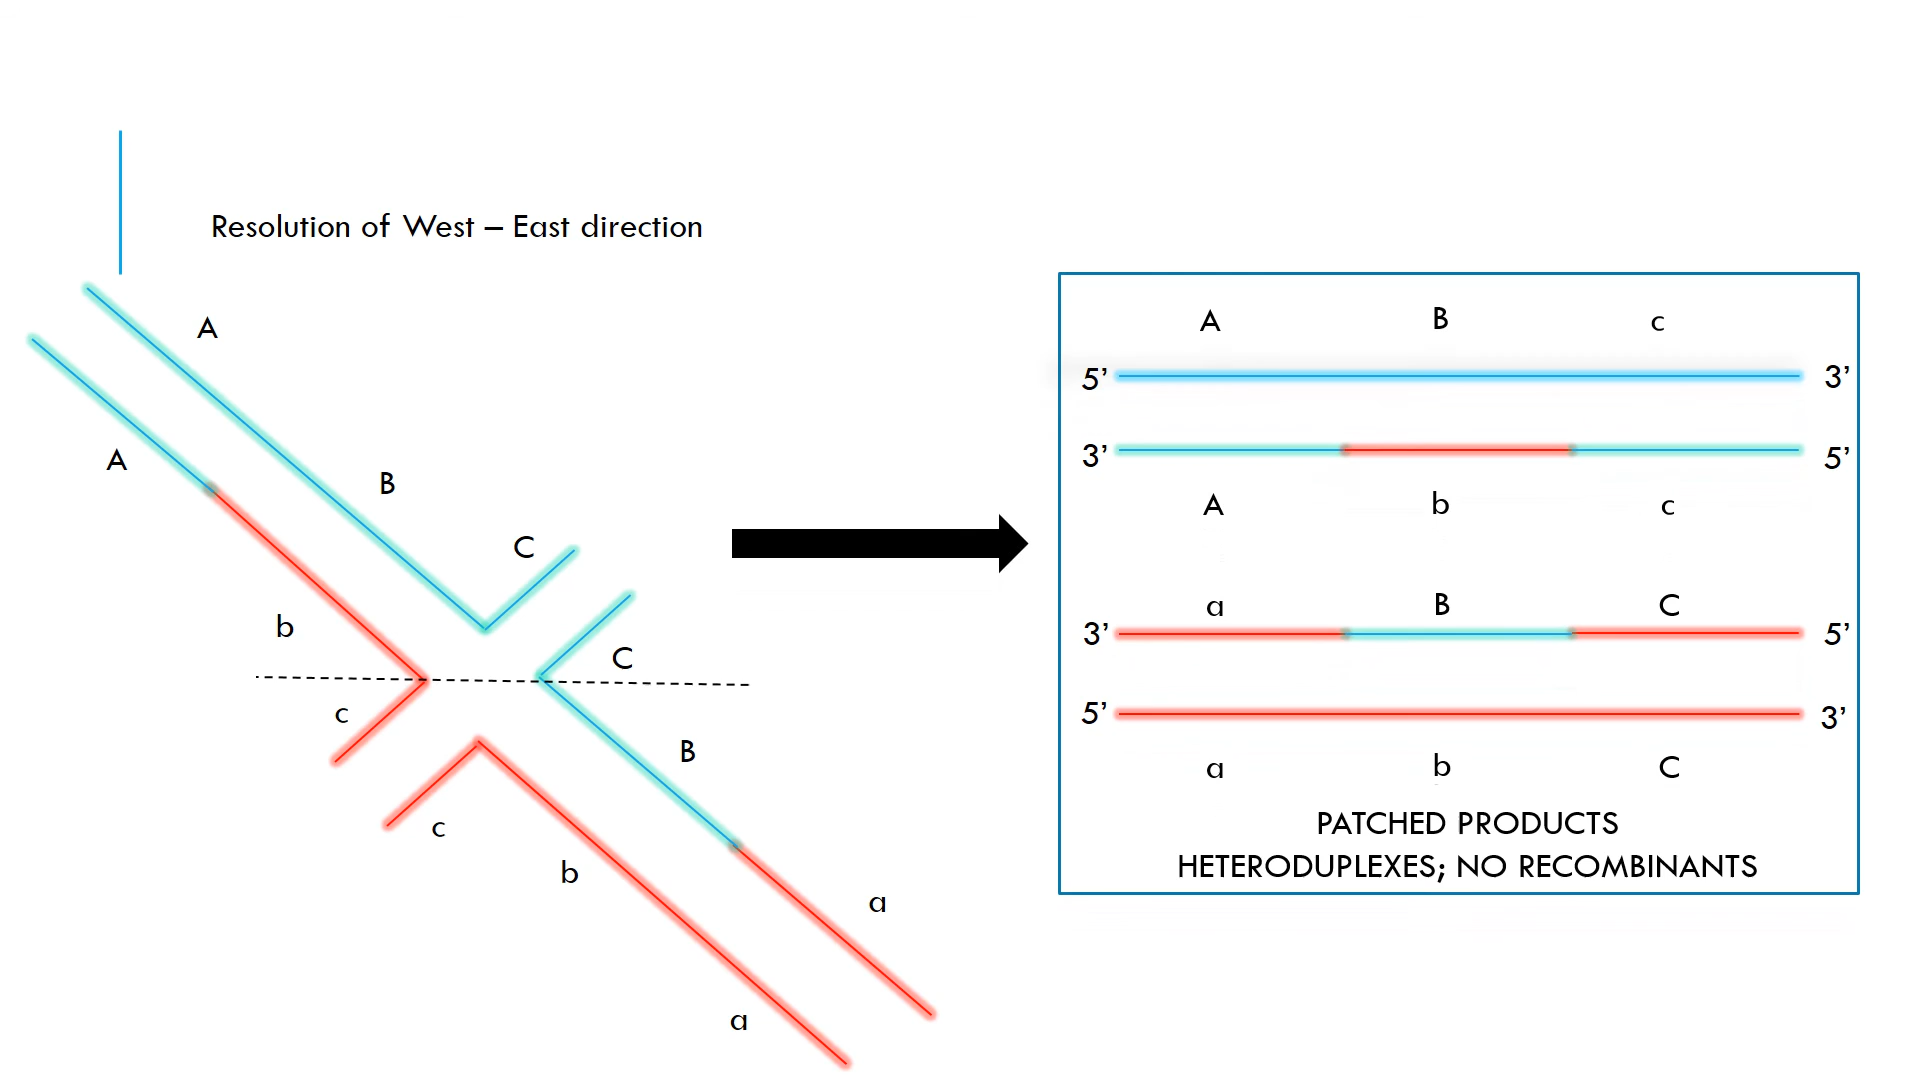 Resolution of West – East direction
A
A
B
C
b
C
c
B
c
b
a
a
A B c
5’ 3’
3’ 5’
A b c
a B C
3’ 5’
5’ 3’
a b C
PATCHED PRODUCTS
HETERODUPLEXES; NO RECOMBINANTS